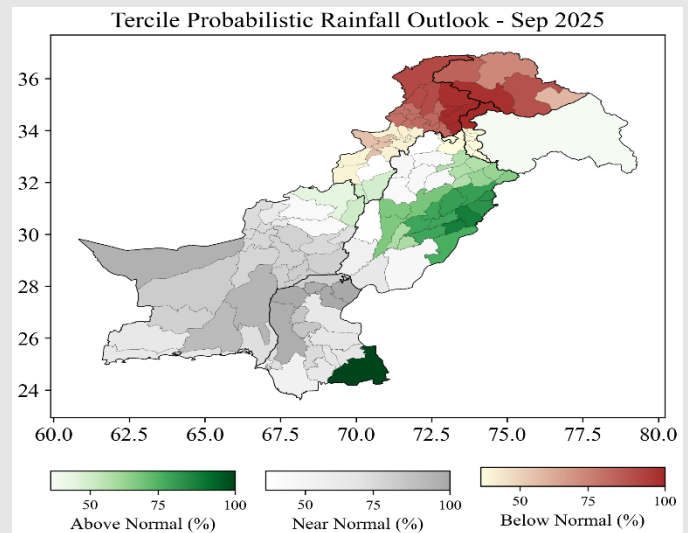 Tercile Probabilistic Rainfall Outlook - Sep 2025
36
34
32
30
28
26
24
60.0 62.5 65.0 67.5 70.0 72.5 75.0 77.5 80.0
50 75 100 50 75 100 50 75 100
Above Normal (%) Near Normal (%) Below Normal (%)